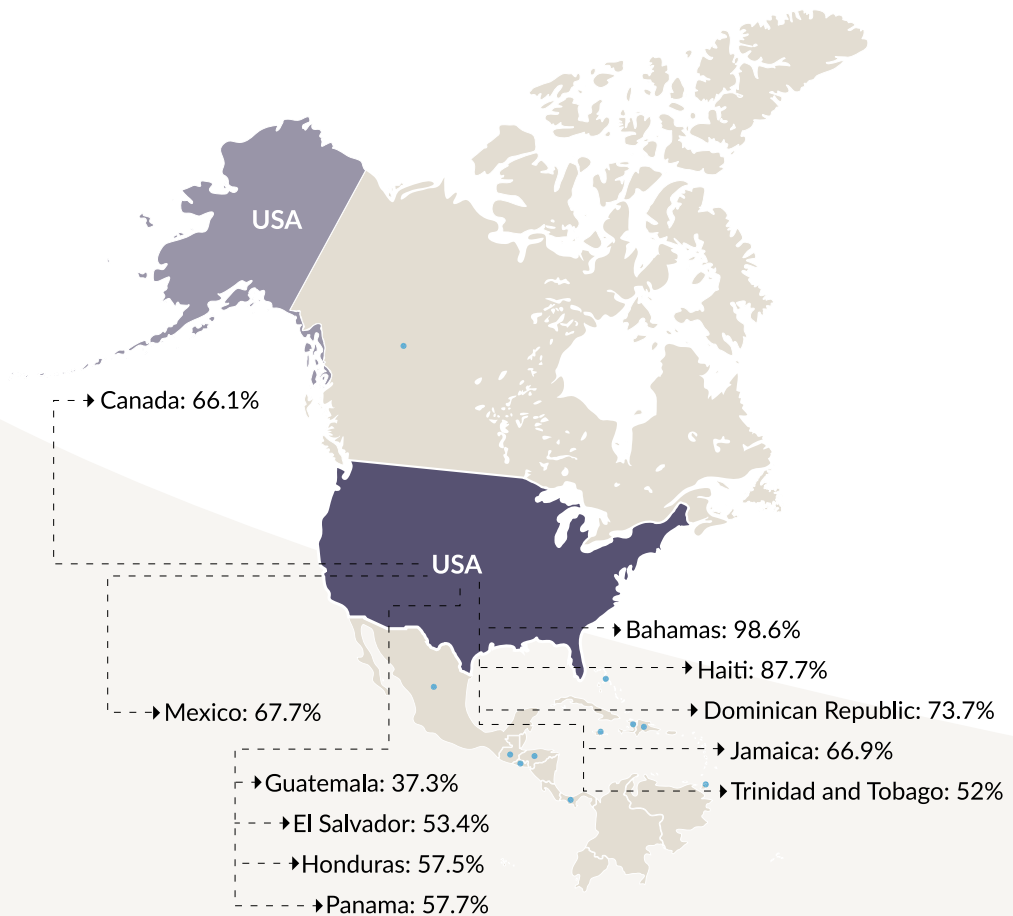 USA
Canada: 66.1%
USA
Bahamas: 98.6%
Haiti: 87.7%
Dominican Republic: 73.7%
Mexico: 67.7%
Jamaica: 66.9%
Guatemala: 37.3%
Trinidad and Tobago: 52%
El Salvador: 53.4%
Honduras: 57.5%
Panama: 57.7%